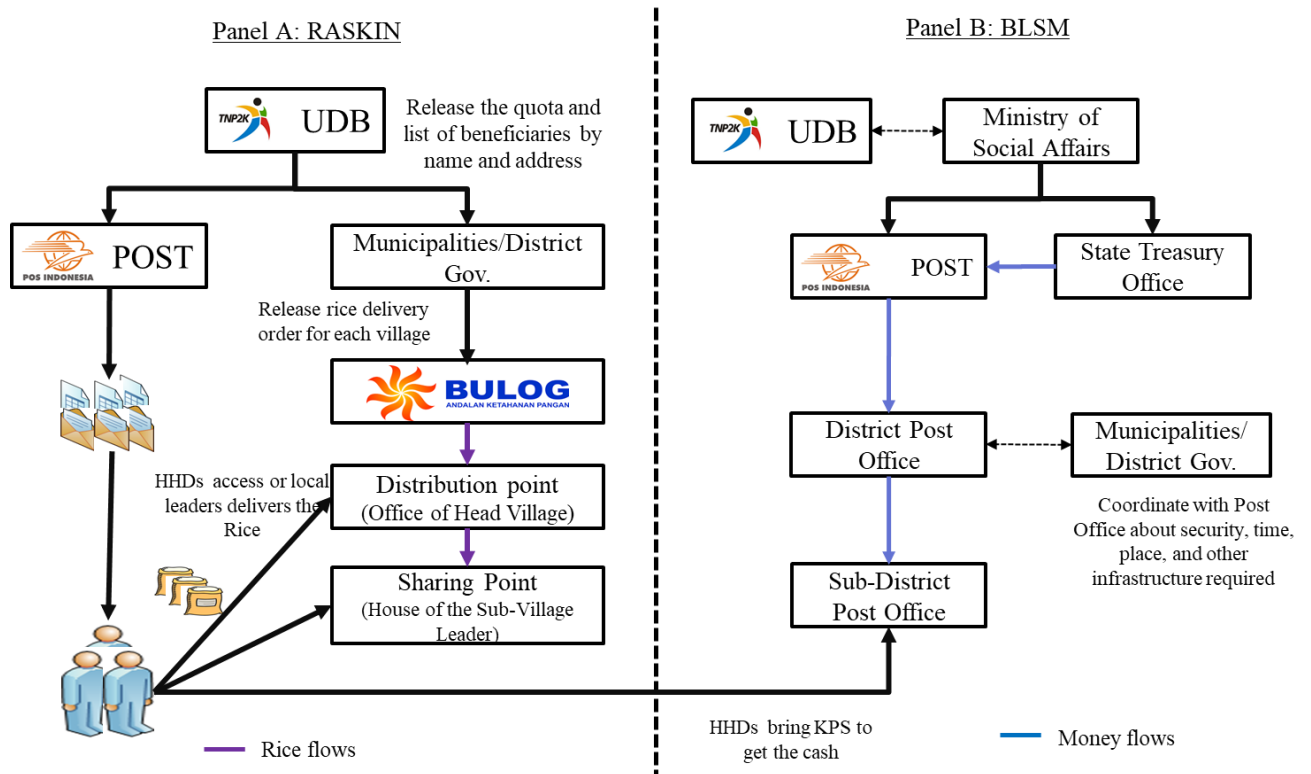 Panel A: RASKIN
TNP2K
UDB
Release the quota and
list of beneficiaries by
name and address
POS INDONESIA
POST
Municipalities/District
Gov.
Release rice delivery
order for each village
BULOG
ANDALAN KETAHANAN PANGAN
HHDs access or local
leaders delivers the
Rice
Distribution point
(Office of Head Village)
Sharing Point
(House of the Sub-Village
Leader)
Rice flows
Panel B: BLSM
TNP2K
UDB
Ministry of
Social Affairs
POS INDONESIA
POST
State Treasury
Office
District Post
Office
Municipalities/
District Gov.
Coordinate with Post
Office about security, time,
place, and other
infrastructure required
Sub-District
Post Office
HHDs bring KPS to
get the cash
Money flows